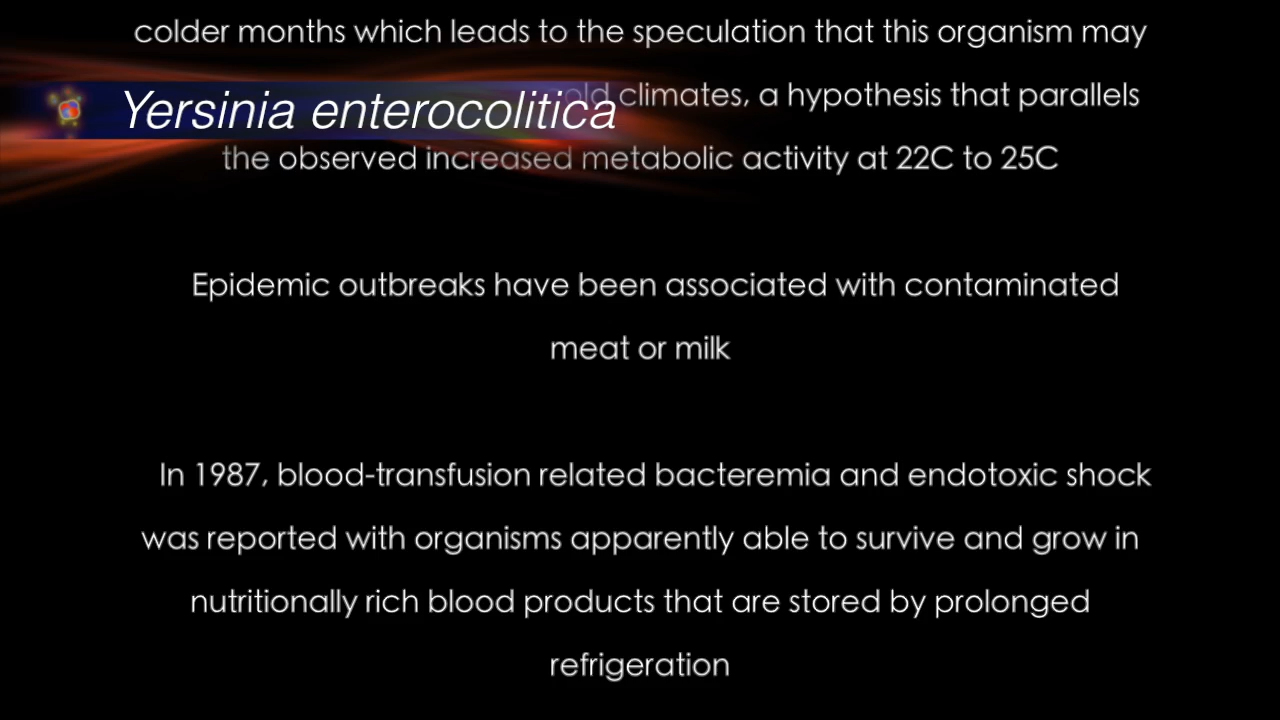 colder months which leads to the speculation that this organism may
Yersinia enterocolitica
old climates, a hypothesis that parallels
the observed increased metabolic activity at 22C to 25C
Epidemic outbreaks have been associated with contaminated
meat or milk
In 1987, blood-transfusion related bacteremia and endotoxic shock
was reported with organisms apparently able to survive and grow in
nutritionally rich blood products that are stored by prolonged
refrigeration